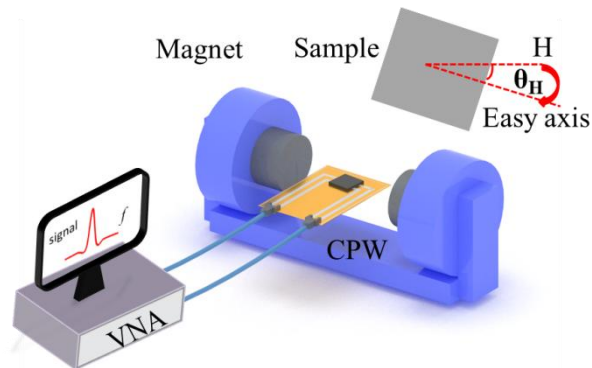 Magnet
Sample
H
θH
Easy axis
signal
f
CPW
VNA